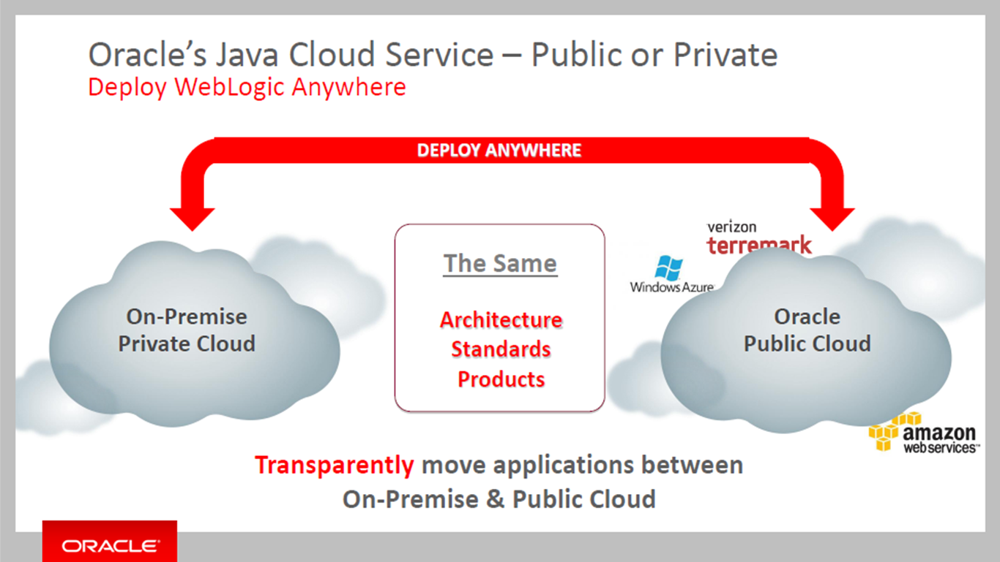 Oracle’s Java Cloud Service – Public or Private
Deploy WebLogic Anywhere
DEPLOY ANYWHERE
verizon
terremark
Windows Azure
The Same
Architecture
Standards
Products
On-Premise
Private Cloud
Oracle
Public Cloud
amazon
web services™
Transparently move applications between
On-Premise & Public Cloud
ORACLE®